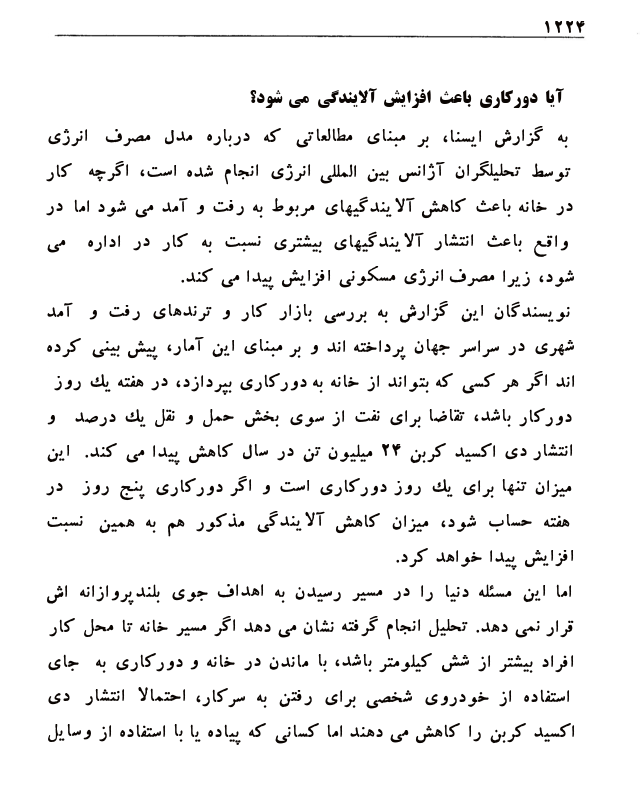 ۱۲۲۴
آیا دورکاری باعث افزایش آلایندگی می شود؟
به گزارش ایسنا، بر مبنای مطالعاتی که درباره مدل مصرف انرژی
توسط تحلیلگران آژانس بین المللی انرژی انجام شده است، اگرچه کار
در خانه باعث کاهش آلایندگیهای مربوط به رفت و آمد می شود اما در
واقع باعث انتشار آلایندگیهای بیشتری نسبت به کار در اداره می
شود، زیرا مصرف انرژی مسکونی افزایش پیدا می کند.
نویسندگان این گزارش به بررسی بازار کار و ترندهای رفت و آمد
شهری در سراسر جهان پرداخته اند و بر مبنای این آمار، پیش بینی کرده
اند اگر هر کسی که بتواند از خانه به دورکاری بپردازد، در هفته یك روز
دورکار باشد، تقاضا برای نفت از سوی بخش حمل و نقل یك درصد و
انتشار دی اکسید کربن ۲۴ میلیون تن در سال کاهش پیدا می کند. این
میزان تنها برای یك روز دورکاری است و اگر دورکاری پنج روز در
هفته حساب شود، میزان کاهش آلایندگی مذکور هم به همین نسبت
افزایش پیدا خواهد کرد.
اما این مسئله دنیا را در مسیر رسیدن به اهداف جوی بلندپروازانه اش
قرار نمی دهد. تحلیل انجام گرفته نشان می دهد اگر مسیر خانه تا محل کار
افراد بیشتر از شش کیلومتر باشد، با ماندن در خانه و دورکاری به جای
استفاده از خودروی شخصی برای رفتن به سرکار، احتمالا انتشار دی
اکسید کربن را کاهش می دهند اما کسانی که پیاده یا با استفاده از وسایل